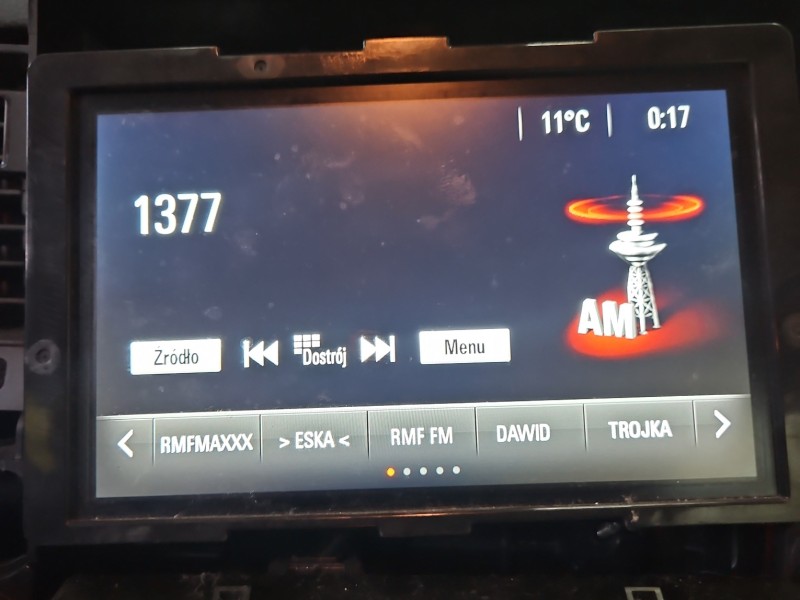 11°C
0:17
1377
AM
Źródło
Dostrój
Menu
RMFMAXXX
> ESKA <
RMF FM
DAWID
TROJKA